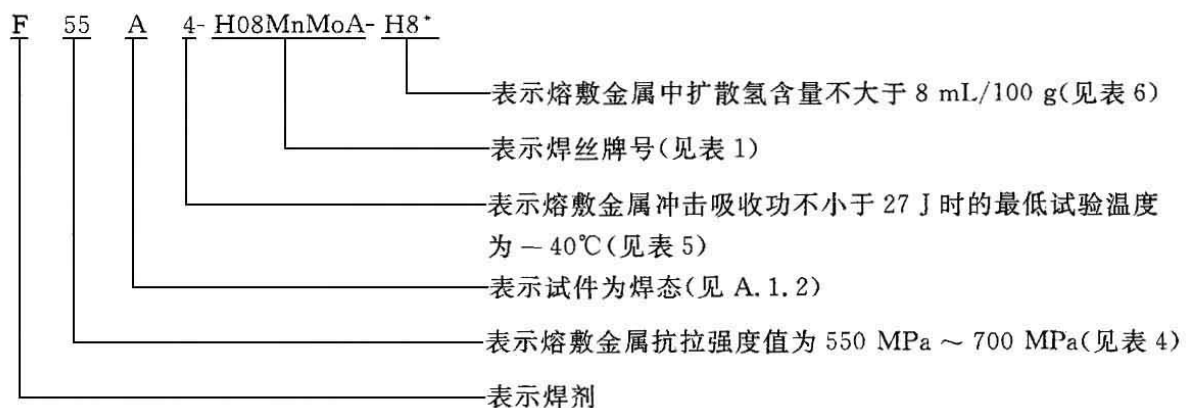 F 55 A 4- H08MnMoA- H8*
表示熔敷金属中扩散氢含量不大于 8 mL/100 g(见表 6)
表示焊丝牌号(见表 1)
表示熔敷金属冲击吸收功不小于 27 J 时的最低试验温度
为 — 40℃(见表 5)
表示试件为焊态(见 A.1.2)
表示熔敷金属抗拉强度值为 550 MPa ～ 700 MPa(见表 4)
表示焊剂